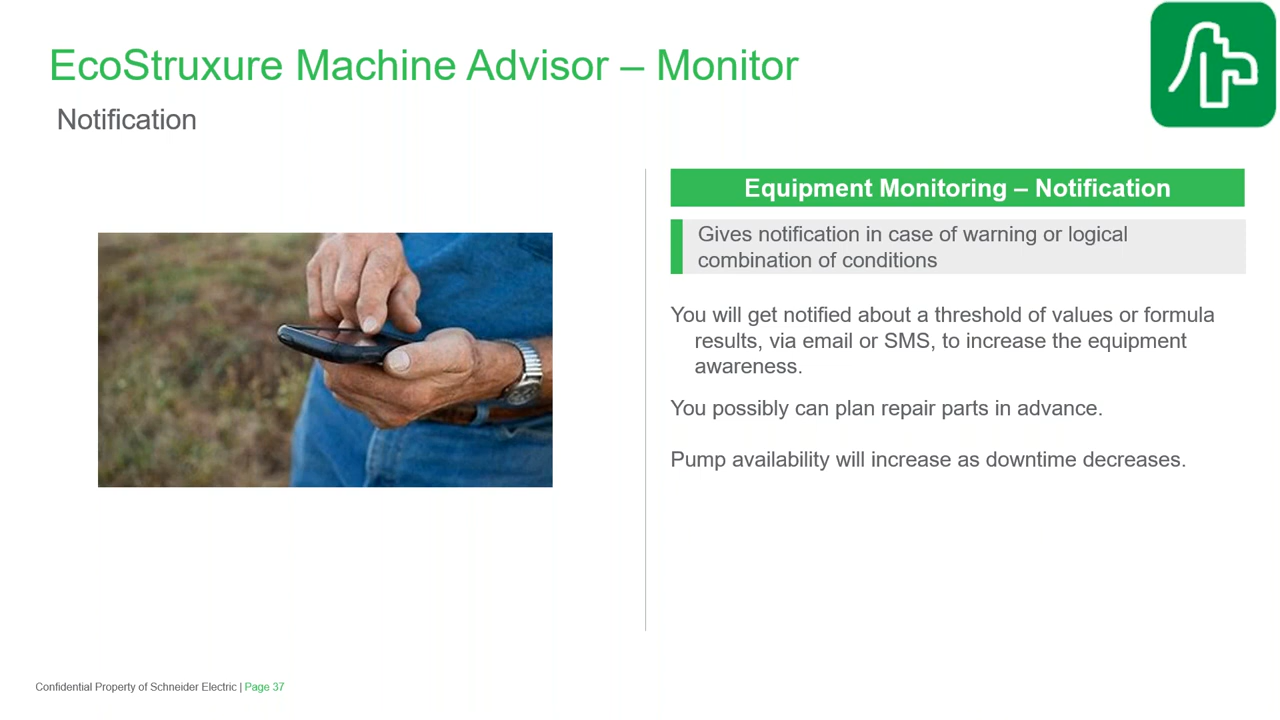 EcoStruxure Machine Advisor – Monitor
Notification
Equipment Monitoring – Notification
Gives notification in case of warning or logical
combination of conditions
You will get notified about a threshold of values or formula
results, via email or SMS, to increase the equipment
awareness.
You possibly can plan repair parts in advance.
Pump availability will increase as downtime decreases.
Confidential Property of Schneider Electric | Page 37